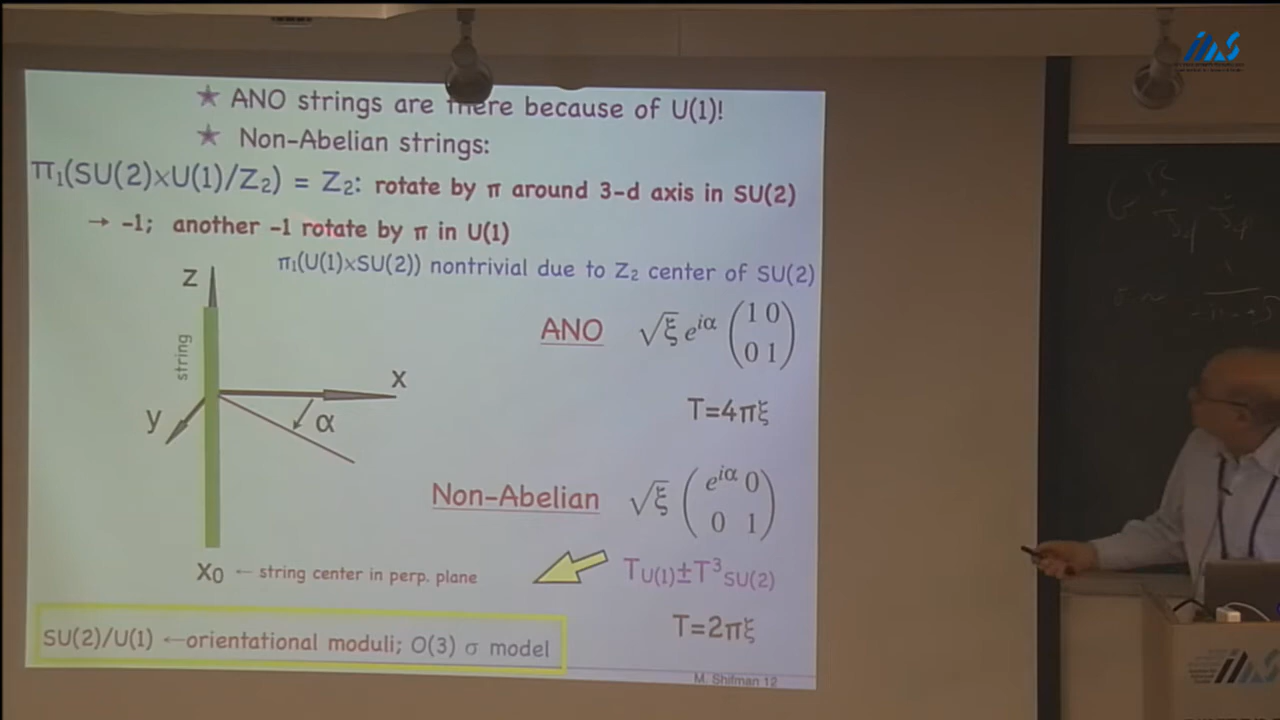 ★ ANO strings are there because of U(1)!
★ Non-Abelian strings:
π₁(SU(2)×U(1)/Z₂) = Z₂: rotate by π around 3-d axis in SU(2)
→ -1; another -1 rotate by π in U(1)
π₁(U(1)×SU(2)) nontrivial due to Z₂ center of SU(2)
Z
string
X
y
α
ANO √ξ e^{iα} (1 0
0 1)
T=4πξ
Non-Abelian √ξ (e^{iα} 0
0 1)
T_{U(1)}±T³_{SU(2)}
X₀ ← string center in perp. plane
T=2πξ
SU(2)/U(1) ←orientational moduli; O(3) σ model
M. Shifman 12